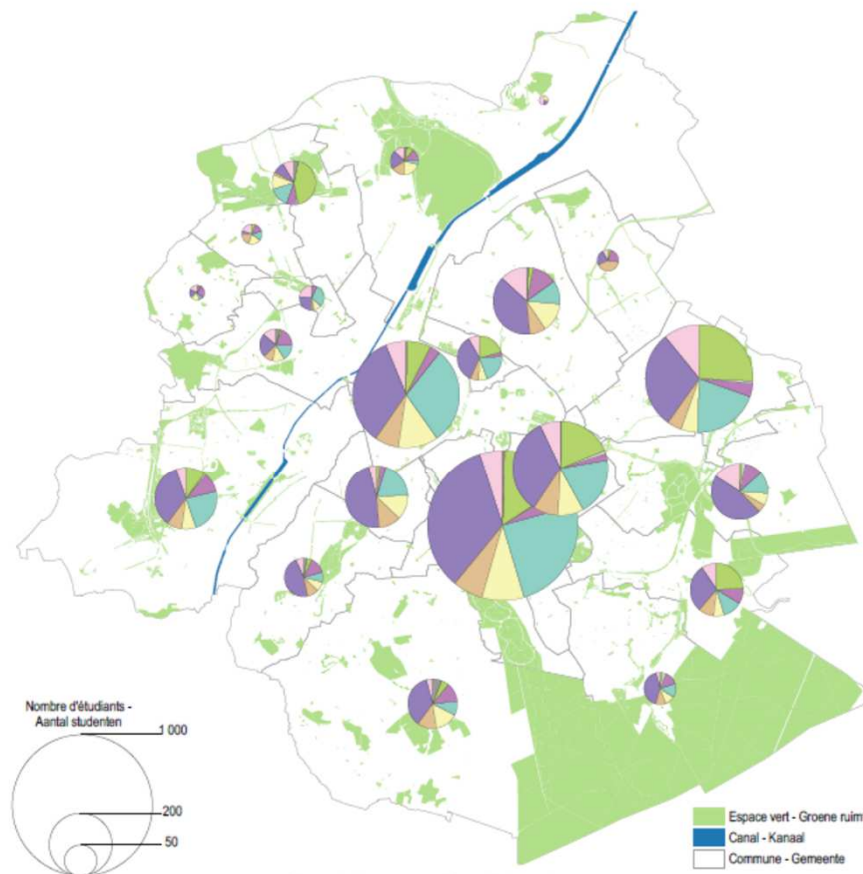 Nombre d'étudiants -
Aantal studenten
1 000
200
50
Espace vert - Groene ruim
Canal - Kanaal
Commune - Gemeente